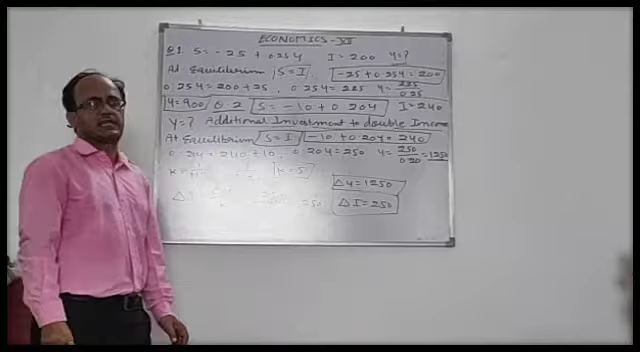 ECONOMICS-XII
Q1. S = -25 + 0.25Y I = 200 Y=?
At Equilibrium S=I -25+0.25Y=200
0.25Y=200+25, 0.25Y=225 Y=225/0.25
Y=900 Q.2 S=-10+0.20Y I=240
Y=? Additional Investment to double Income
At Equilibrium S=I -10+0.20Y=240
0.2Y=240+10, 0.20Y=250 Y=250/0.20=1250
K= K=5 ΔY=1250
ΔI=250